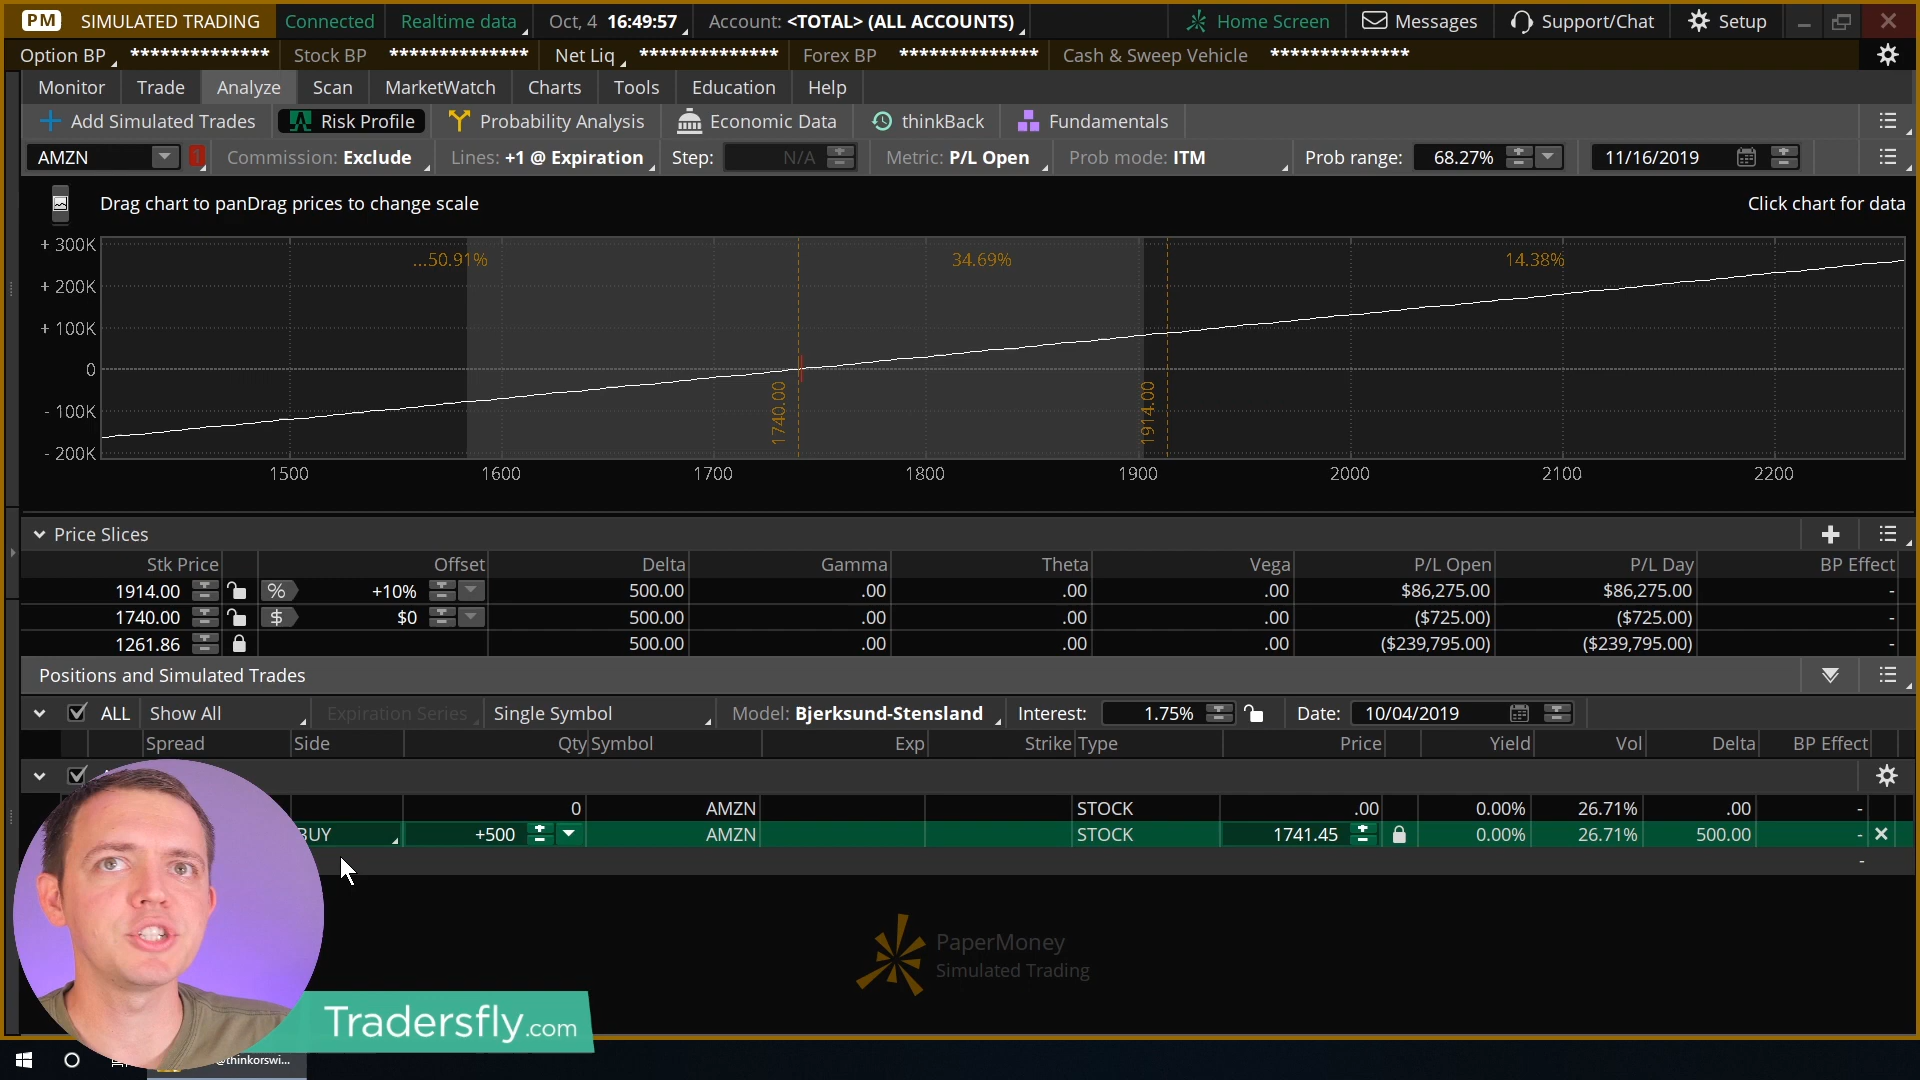 PM SIMULATED TRADING Connected Realtime data Oct, 4 16:49:57 Account: <TOTAL> (ALL ACCOUNTS) Home Screen Messages Support/Chat Setup
Option BP ************** Stock BP ************** Net Liq ************** Forex BP ************** Cash & Sweep Vehicle **************
Monitor Trade Analyze Scan MarketWatch Charts Tools Education Help
Add Simulated Trades Risk Profile Probability Analysis Economic Data thinkBack Fundamentals
AMZN 1 Commission: Exclude Lines: +1 @ Expiration Step: N/A Metric: P/L Open Prob mode: ITM Prob range: 68.27% 11/16/2019
Drag chart to panDrag prices to change scale Click chart for data
+ 300K
...50.91% 34.69% 14.38%
+ 200K
+ 100K
0
- 100K
1740.00 1914.00
- 200K
1500 1600 1700 1800 1900 2000 2100 2200
Price Slices
Stk Price Offset Delta Gamma Theta Vega P/L Open P/L Day BP Effect
1914.00 % +10% 500.00 .00 .00 .00 $86,275.00 $86,275.00 -
1740.00 $ $0 500.00 .00 .00 .00 ($725.00) ($725.00) -
1261.86 500.00 .00 .00 .00 ($239,795.00) ($239,795.00) -
Positions and Simulated Trades
ALL Show All Expiration Series Single Symbol Model: Bjerksund-Stensland Interest: 1.75% Date: 10/04/2019
Spread Side Qty Symbol Exp Strike Type Price Yield Vol Delta BP Effect
0 AMZN STOCK .00 0.00% 26.71% .00 -
BUY +500 AMZN STOCK 1741.45 0.00% 26.71% 500.00 -
-
PaperMoney
Simulated Trading
Tradersfly.com
@thinkorswi...